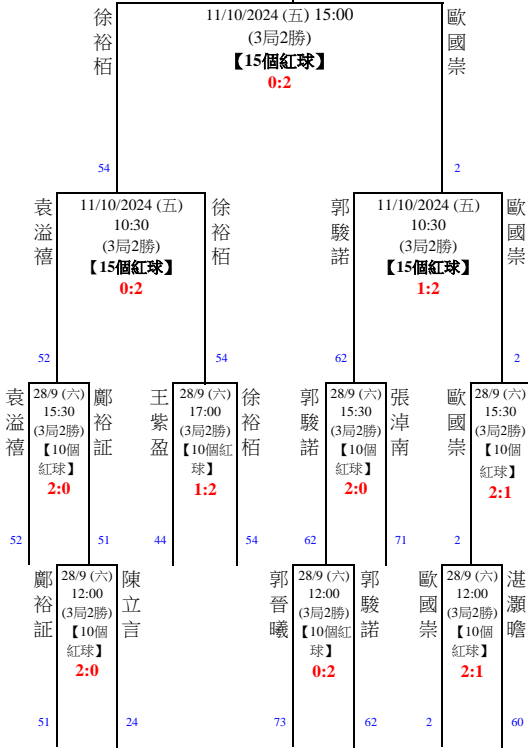 徐裕栢
11/10/2024 (五) 15:00
(3局2勝)
【15個紅球】
0:2
歐國崇
54
2
袁溢禧
11/10/2024 (五)
10:30
(3局2勝)
【15個紅球】
0:2
徐裕栢
郭駿諾
11/10/2024 (五)
10:30
(3局2勝)
【15個紅球】
1:2
歐國崇
52
54
62
2
袁溢禧
28/9 (六)
15:30
(3局2勝)
【10個
紅球】
2:0
鄺裕証
王紫盈
28/9 (六)
17:00
(3局2勝)
【10個紅
球】
1:2
徐裕栢
郭駿諾
28/9 (六)
15:30
(3局2勝)
【10個
紅球】
2:0
張淖南
歐國崇
28/9 (六)
15:30
(3局2勝)
【10個
紅球】
2:1
52
51
44
54
62
71
2
鄺裕証
28/9 (六)
12:00
(3局2勝)
【10個
紅球】
2:0
陳立言
郭晉曦
28/9 (六)
12:00
(3局2勝)
【10個紅
球】
0:2
郭駿諾
歐國崇
28/9 (六)
12:00
(3局2勝)
【10個
紅球】
2:1
湛灝瞻
51
24
73
62
2
60